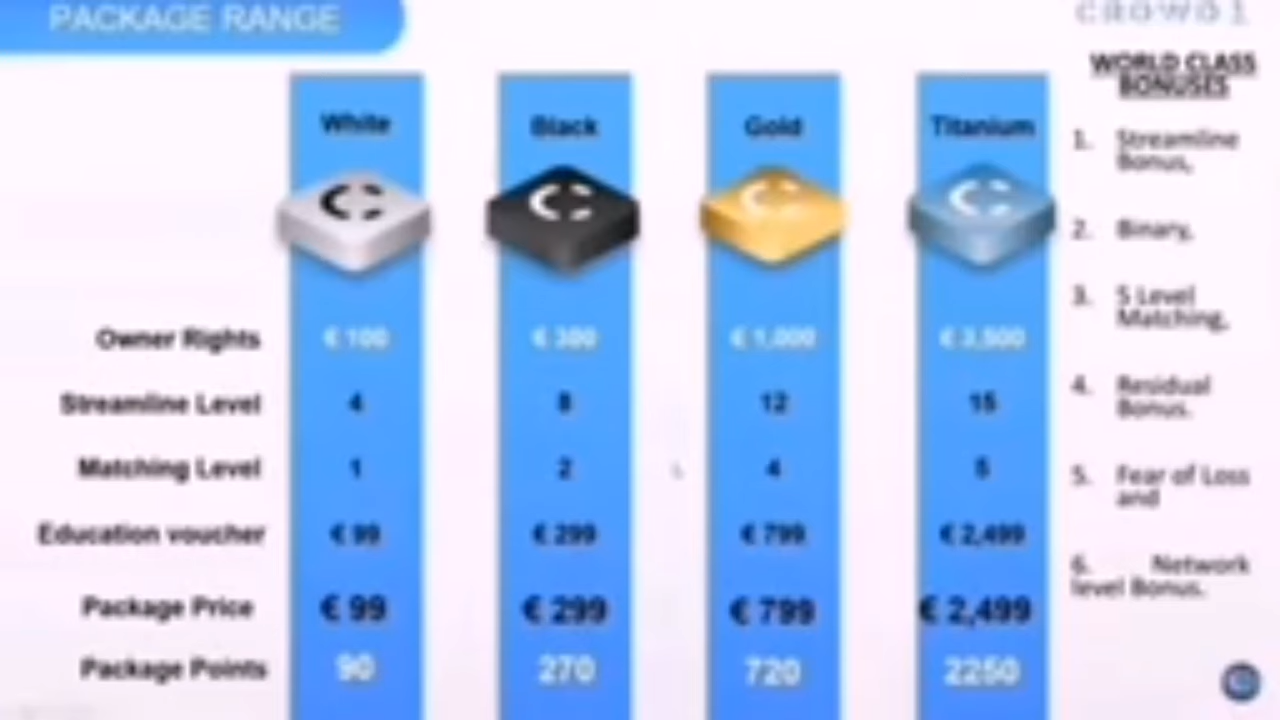 PACKAGE RANGE
CROWD1
White Black Gold Titanium
Owner Rights € 100 € 300 € 1,000 € 3,500
Streamline Level 4 8 12 15
Matching Level 1 2 4 5
Education voucher € 99 € 299 € 799 € 2,499
Package Price € 99 € 299 € 799 € 2,499
Package Points 90 270 720 2250
WORLD CLASS
BONUSES
1. Streamline
Bonus,
2. Binary,
3. 5 Level
Matching,
4. Residual
Bonus.
5. Fear of Loss
and
6. Network
level Bonus.